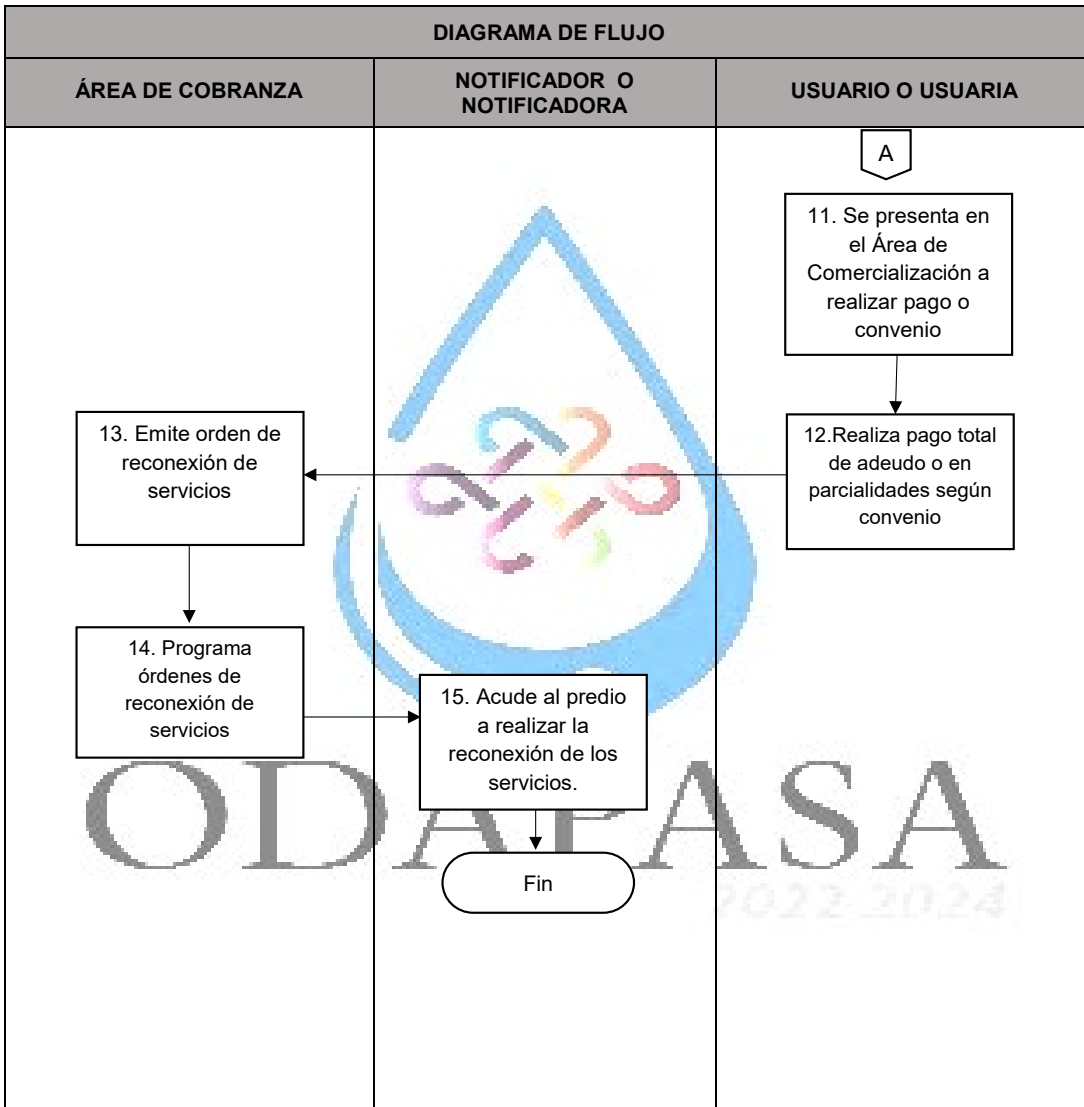 DIAGRAMA DE FLUJO
ÁREA DE COBRANZA
NOTIFICADOR O
NOTIFICADORA
USUARIO O USUARIA
A
11. Se presenta en
el Área de
Comercialización a
realizar pago o
convenio
12.Realiza pago total
de adeudo o en
parcialidades según
convenio
13. Emite orden de
reconexión de
servicios
14. Programa
órdenes de
reconexión de
servicios
15. Acude al predio
a realizar la
reconexión de los
servicios.
Fin
ODAPASA
2022-2024